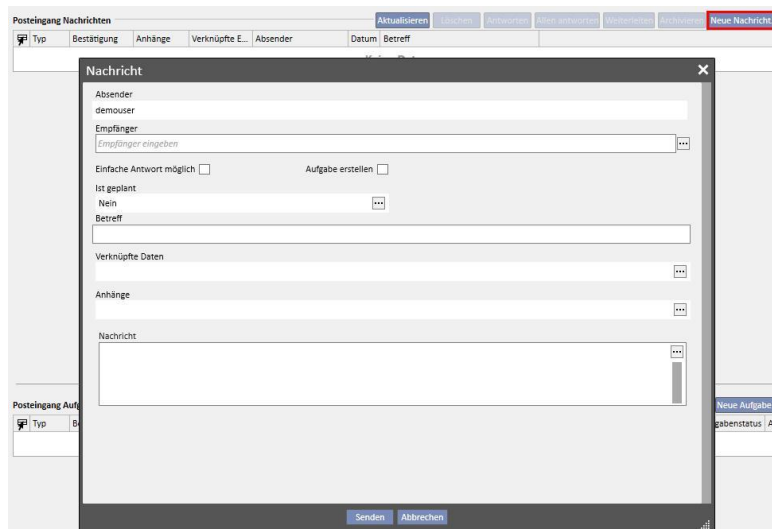 Posteingang Nachrichten
Aktualisieren Löschen Antworten Allen antworten Weiterleiten Archivieren Neue Nachricht
Typ Bestätigung Anhänge Verknüpfte E... Absender Datum Betreff
Nachricht
Absender
demouser
Empfänger
Empfänger eingeben
Einfache Antwort möglich Aufgabe erstellen
Ist geplant
Nein
Betreff
Verknüpfte Daten
Anhänge
Nachricht
Posteingang Aufg
Neue Aufgabe
Typ Be gabenstatus A
Senden Abbrechen